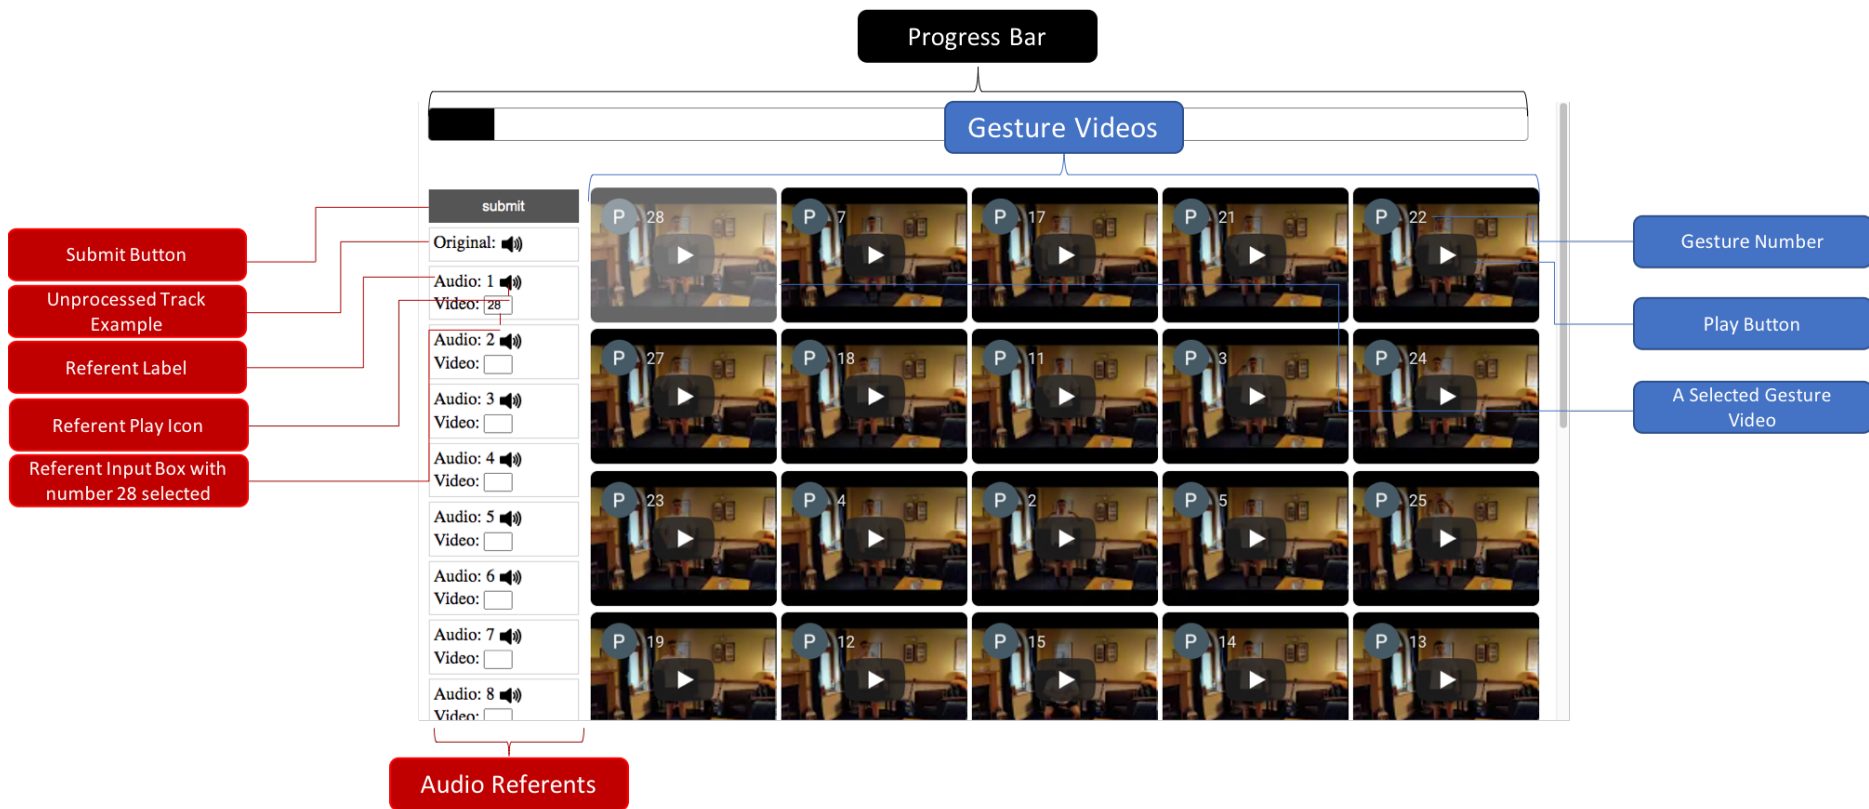 Progress Bar
Gesture Videos
submit
Original:
Audio: 1
Video: 28
Audio: 2
Video:
Audio: 3
Video:
Audio: 4
Video:
Audio: 5
Video:
Audio: 6
Video:
Audio: 7
Video:
Audio: 8
Video:
P 28
P 7
P 17
P 21
P 22
P 27
P 18
P 11
P 3
P 24
P 23
P 4
P 2
P 5
P 25
P 19
P 12
P 15
P 14
P 13
Submit Button
Unprocessed Track
Example
Referent Label
Referent Play Icon
Referent Input Box with
number 28 selected
Gesture Number
Play Button
A Selected Gesture
Video
Audio Referents